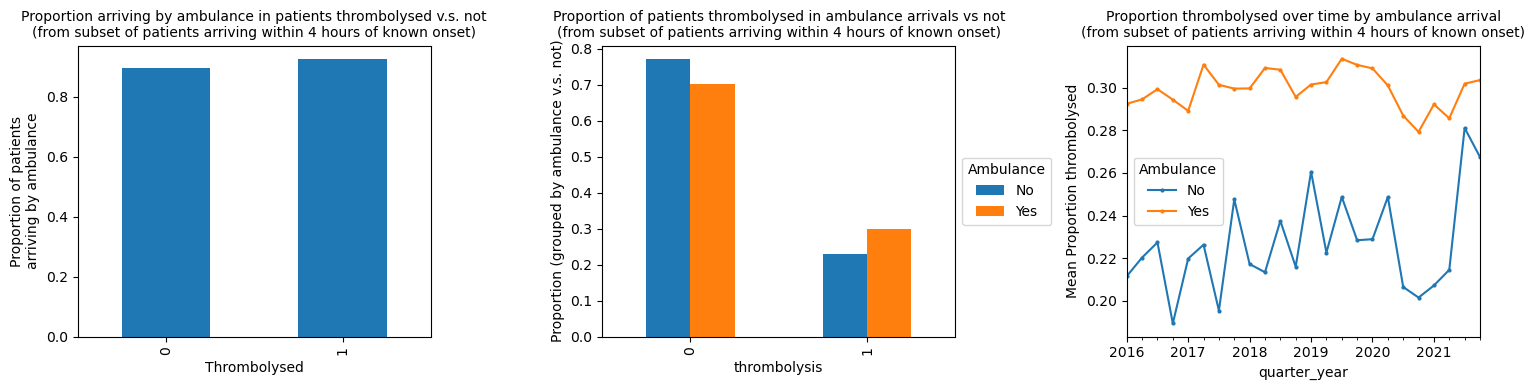 Proportion arriving by ambulance in patients thrombolysed v.s. not
(from subset of patients arriving within 4 hours of known onset)
Proportion of patients
arriving by ambulance
0.8
0.6
0.4
0.2
0.0
0
1
Thrombolysed
Proportion of patients thrombolysed in ambulance arrivals vs not
(from subset of patients arriving within 4 hours of known onset)
Proportion (grouped by ambulance v.s. not)
0.8
0.7
0.6
0.5
0.4
0.3
0.2
0.1
0.0
0
1
thrombolysis
Ambulance
No
Yes
Proportion thrombolysed over time by ambulance arrival
(from subset of patients arriving within 4 hours of known onset)
Mean Proportion thrombolysed
0.30
0.28
0.26
0.24
0.22
0.20
Ambulance
No
Yes
2016
2017
2018
2019
2020
2021
quarter_year